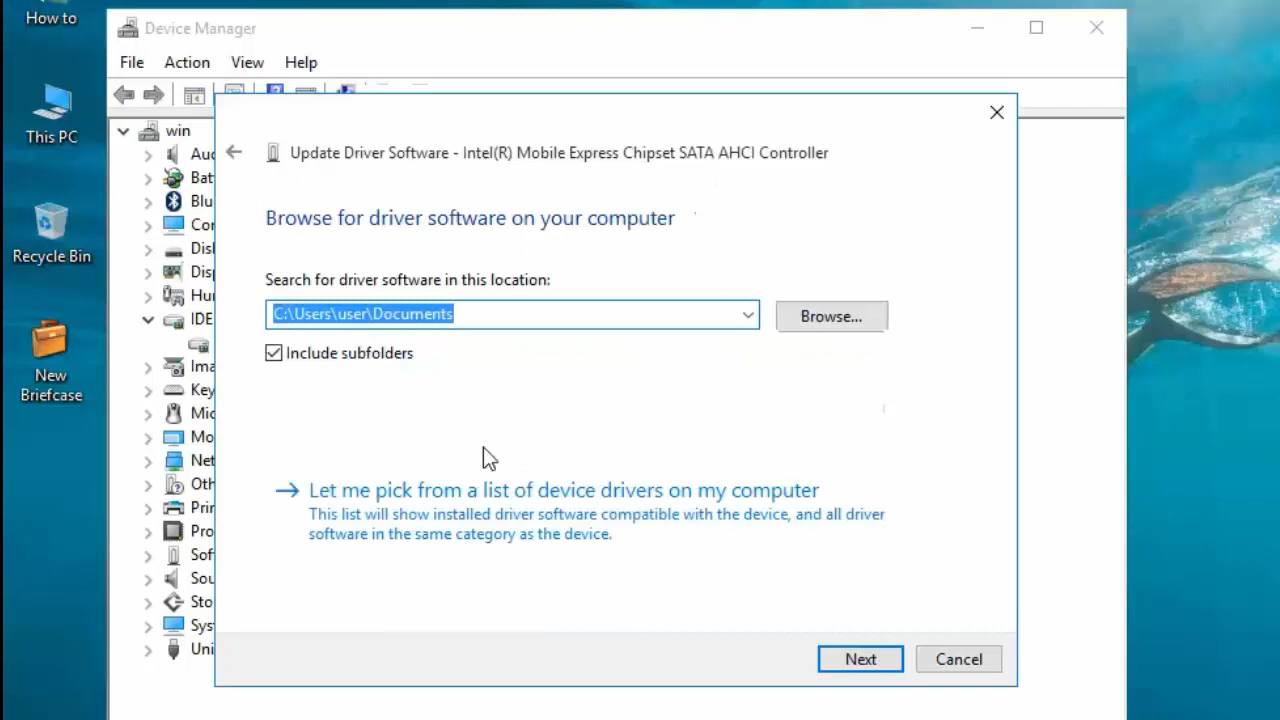 How to
This PC
Recycle Bin
New
Briefcase
Device Manager
File Action View Help
win
Auc
Bat
Blu
Cor
Disl
Disp
Hur
IDE
Ima
Key
Mic
Mo
Net
Oth
Prir
Pro
Sof
Sou
Sto
Sys
Uni
Update Driver Software - Intel(R) Mobile Express Chipset SATA AHCI Controller
Browse for driver software on your computer
Search for driver software in this location:
C:\Users\user\Documents
Browse...
Include subfolders
Let me pick from a list of device drivers on my computer
This list will show installed driver software compatible with the device, and all driver
software in the same category as the device.
Next
Cancel